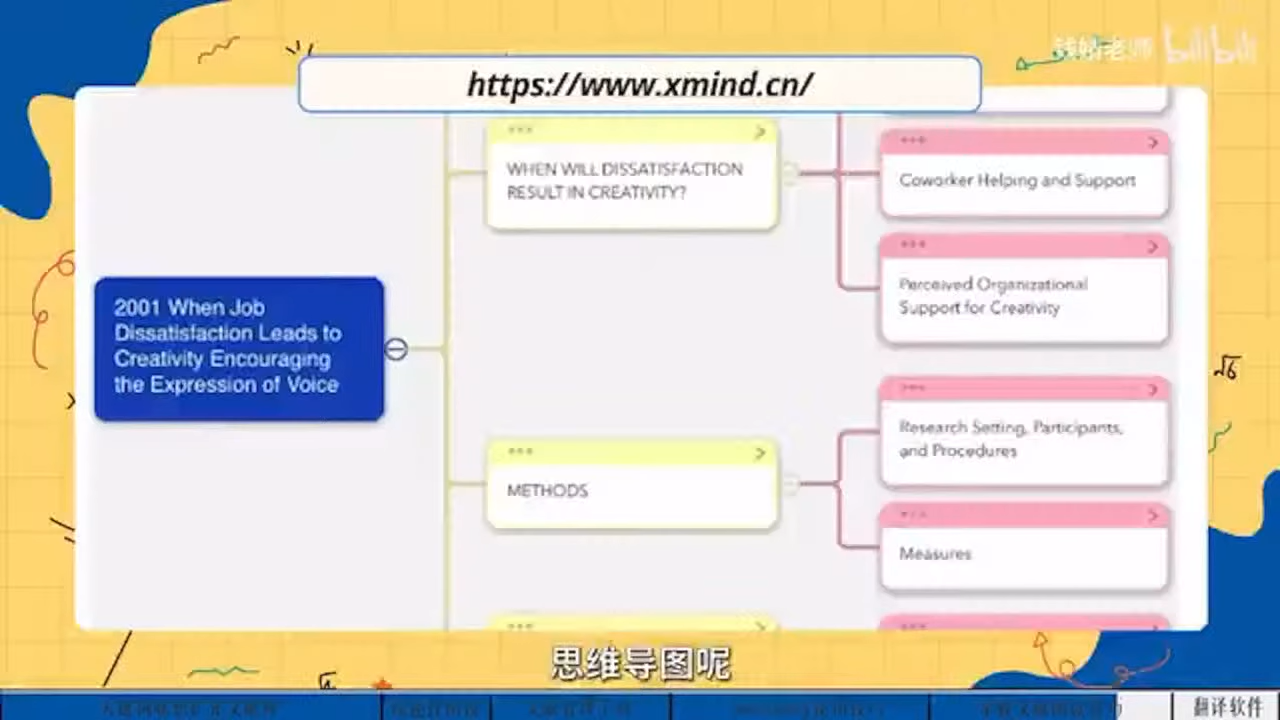 bilibili
https://www.xmind.cn/
WHEN WILL DISSATISFACTION
RESULT IN CREATIVITY?
Coworker Helping and Support
Perceived Organizational
Support for Creativity
2001 When Job
Dissatisfaction Leads to
Creativity Encouraging
the Expression of Voice
METHODS
Research Setting, Participants,
and Procedures
Measures
√6
思维导图呢
翻译软件